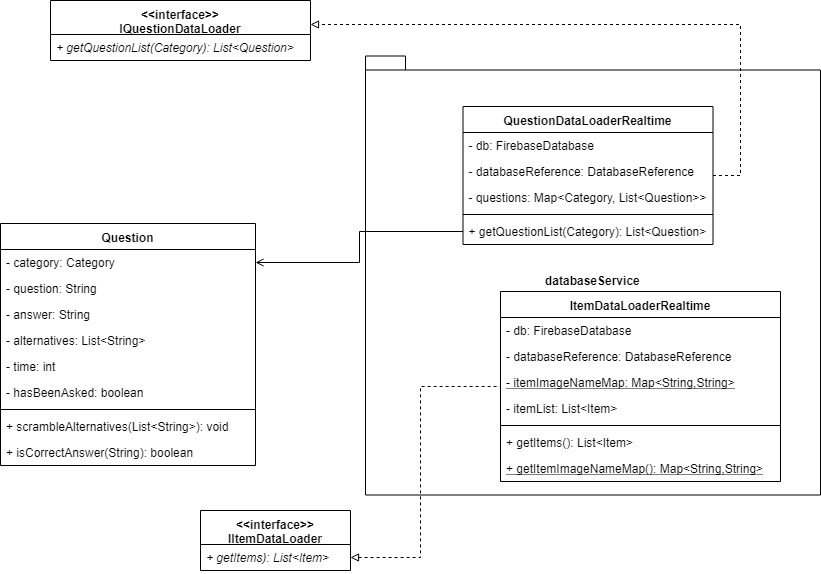 <<interface>>
IQuestionDataLoader
+ getQuestionList(Category): List<Question>
QuestionDataLoaderRealtime
- db: FirebaseDatabase
- databaseReference: DatabaseReference
- questions: Map<Category, List<Question>>
+ getQuestionList(Category): List<Question>
Question
- category: Category
- question: String
- answer: String
- alternatives: List<String>
- time: int
- hasBeenAsked: boolean
+ scrambleAlternatives(List<String>): void
+ isCorrectAnswer(String): boolean
databaseService
ItemDataLoaderRealtime
- db: FirebaseDatabase
- databaseReference: DatabaseReference
- itemImageNameMap: Map<String,String>
- itemList: List<Item>
+ getItems(): List<Item>
+ getItemImageNameMap(): Map<String,String>
<<interface>>
IItemDataLoader
+ getItems): List<Item>